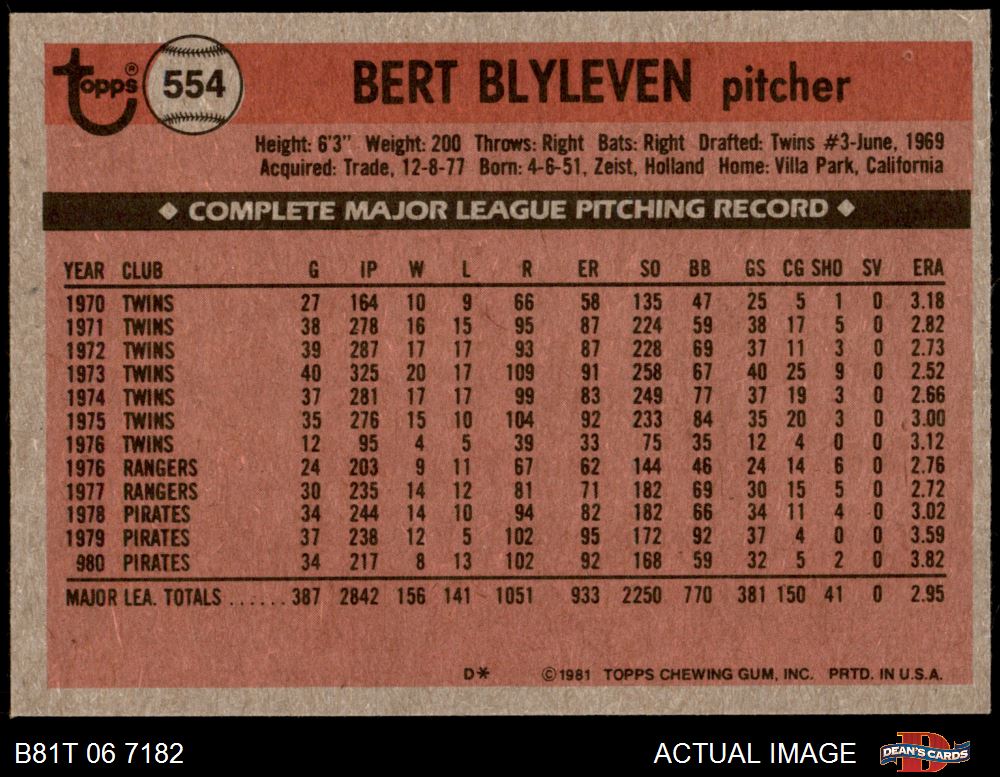 Topps® 554 BERT BLYLEVEN pitcher
Height: 6'3" Weight: 200 Throws: Right Bats: Right Drafted: Twins #3-June, 1969
Acquired: Trade, 12-8-77 Born: 4-6-51, Zeist, Holland Home: Villa Park, California
◆ COMPLETE MAJOR LEAGUE PITCHING RECORD ◆
YEAR CLUB G IP W L R ER SO BB GS CG SHO SV ERA
1970 TWINS 27 164 10 9 66 58 135 47 25 5 1 0 3.18
1971 TWINS 38 278 16 15 95 87 224 59 38 17 5 0 2.82
1972 TWINS 39 287 17 17 93 87 228 69 37 11 3 0 2.73
1973 TWINS 40 325 20 17 109 91 258 67 40 25 9 0 2.52
1974 TWINS 37 281 17 17 99 83 249 77 37 19 3 0 2.66
1975 TWINS 35 276 15 10 104 92 233 84 35 20 3 0 3.00
1976 TWINS 12 95 4 5 39 33 75 35 12 4 0 0 3.12
1976 RANGERS 24 203 9 11 67 62 144 46 24 14 6 0 2.76
1977 RANGERS 30 235 14 12 81 71 182 69 30 15 5 0 2.72
1978 PIRATES 34 244 14 10 94 82 182 66 34 11 4 0 3.02
1979 PIRATES 37 238 12 5 102 95 172 92 37 4 0 0 3.59
980 PIRATES 34 217 8 13 102 92 168 59 32 5 2 0 3.82
MAJOR LEA. TOTALS ...... 387 2842 156 141 1051 933 2250 770 381 150 41 0 2.95
D* ©1981 TOPPS CHEWING GUM, INC. PRTD. IN U.S.A.
B81T 06 7182 ACTUAL IMAGE DEAN'S CARDS